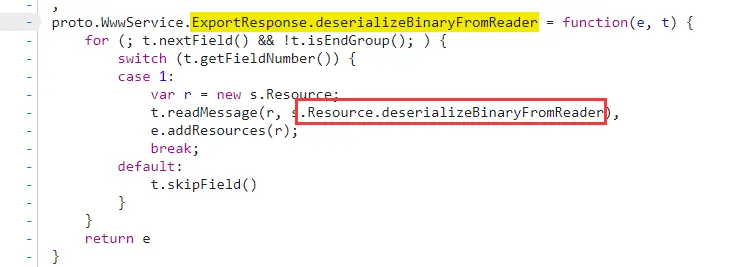 ,
- proto.WwwService.ExportResponse.deserializeBinaryFromReader = function(e, t) {
- for (; t.nextField() && !t.isEndGroup(); ) {
- switch (t.getFieldNumber()) {
- case 1:
- var r = new s.Resource;
- t.readMessage(r, s.Resource.deserializeBinaryFromReader),
- e.addResources(r);
- break;
- default:
- t.skipField()
- }
- }
- return e
- }